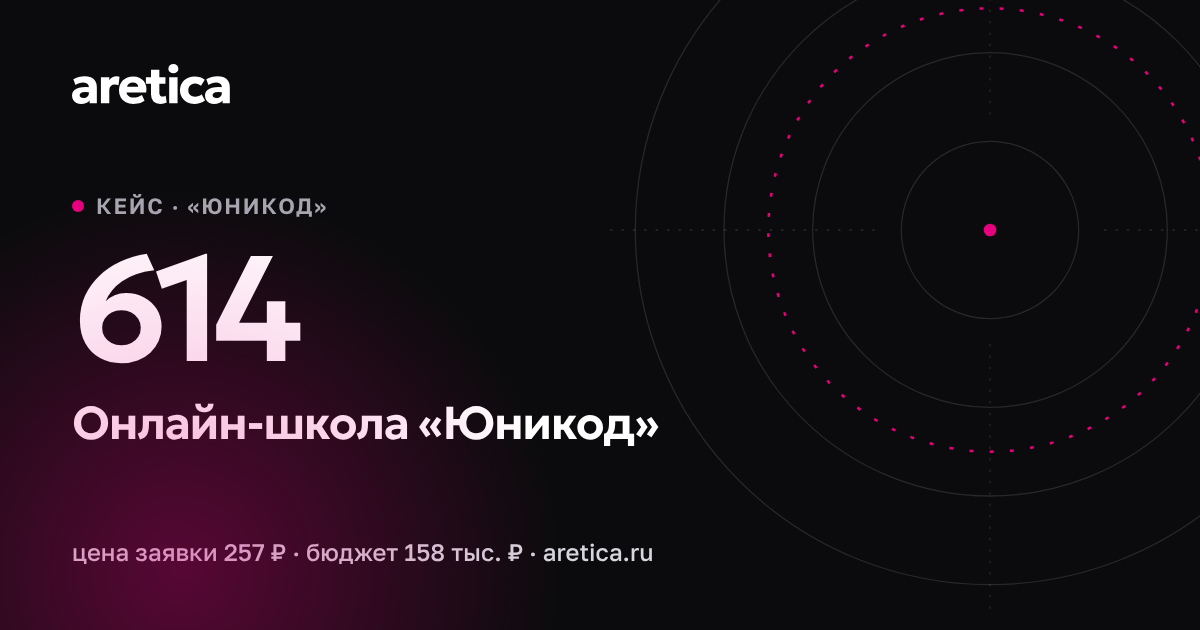 aretica
КЕЙС · «ЮНИКОД»
614
Онлайн-школа «Юникод»
цена заявки 257 ₽ · бюджет 158 тыс. ₽ · aretica.ru